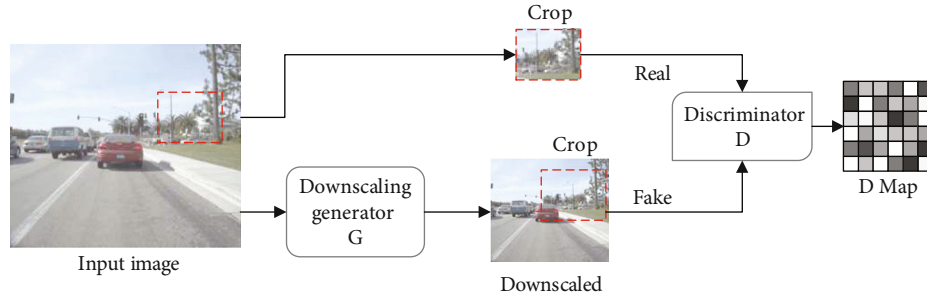 Crop
Real
Discriminator
D
D Map
Crop
Fake
Downscaling
generator
G
Input image
Downscaled